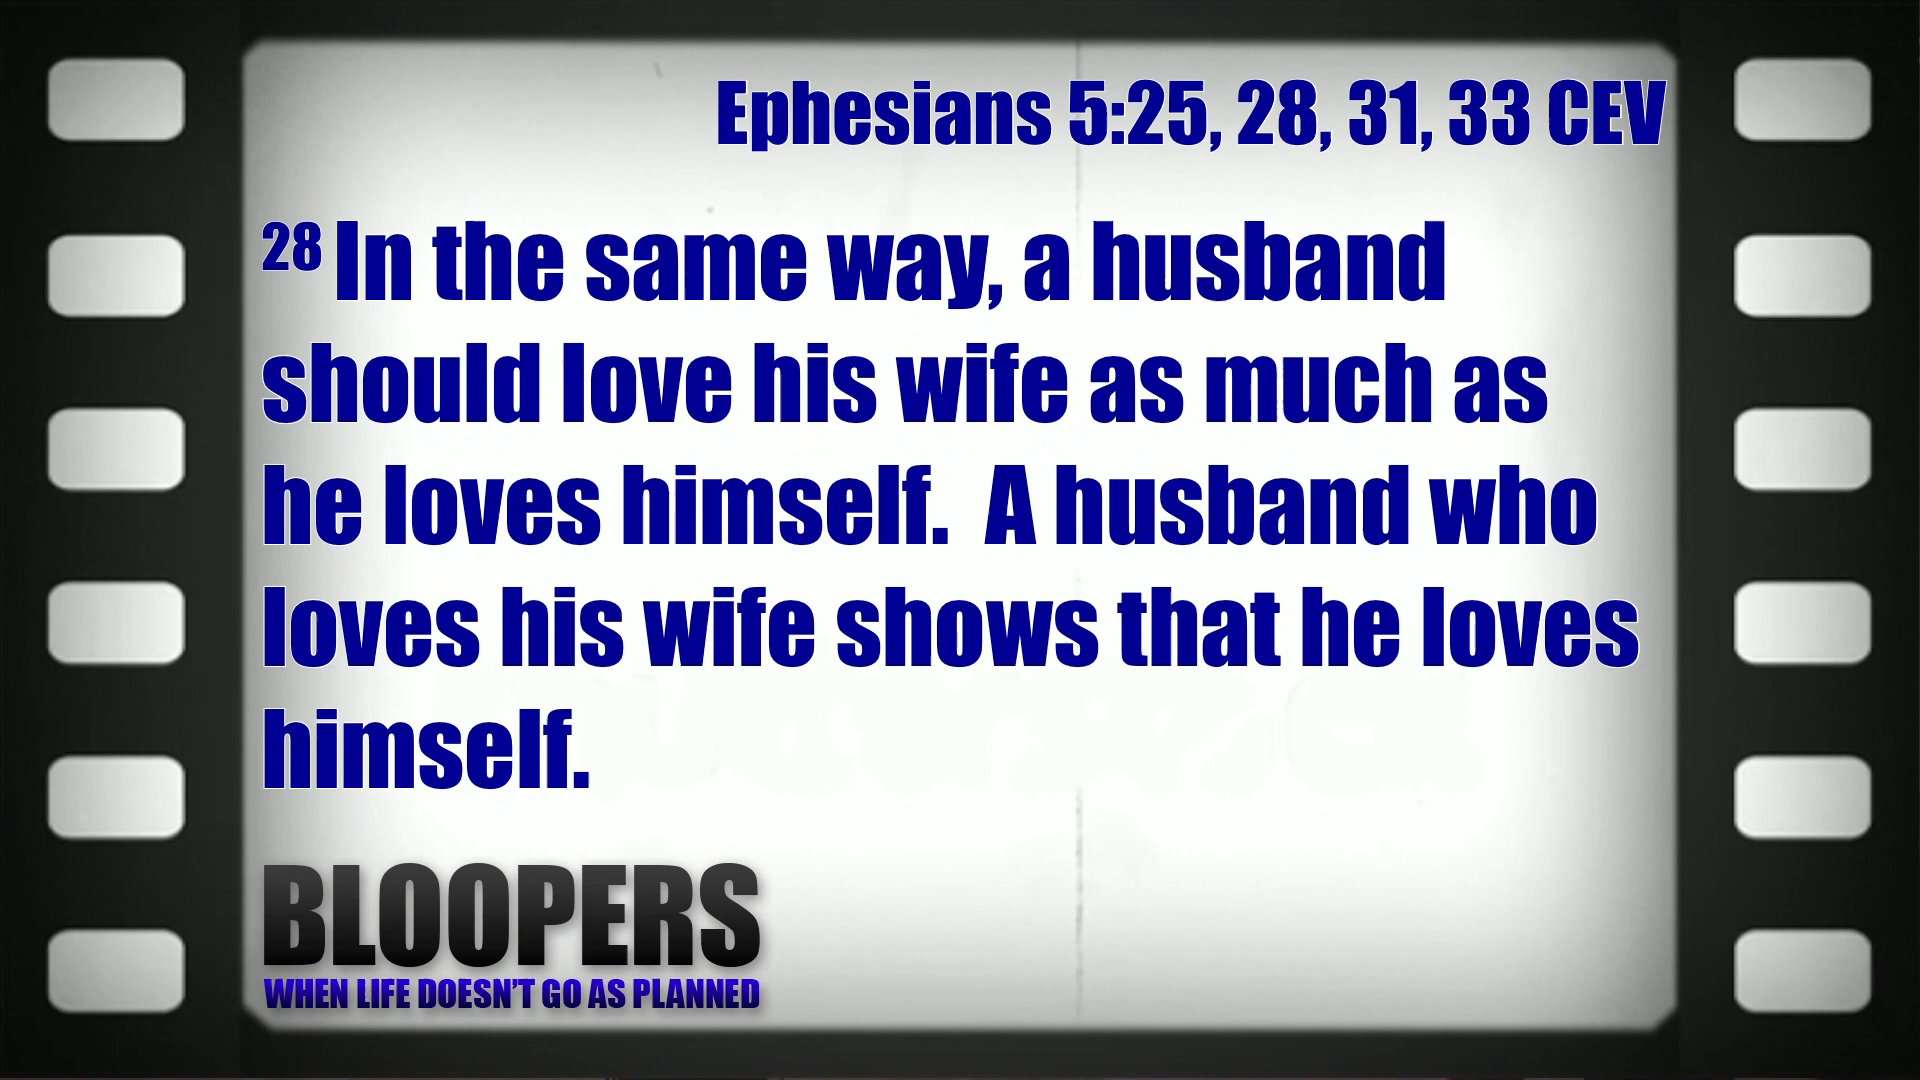 Ephesians 5:25, 28, 31, 33 CEV
28 In the same way, a husband
should love his wife as much as
he loves himself.  A husband who
loves his wife shows that he loves
himself.
BLOOPERS
WHEN LIFE DOESN'T GO AS PLANNED